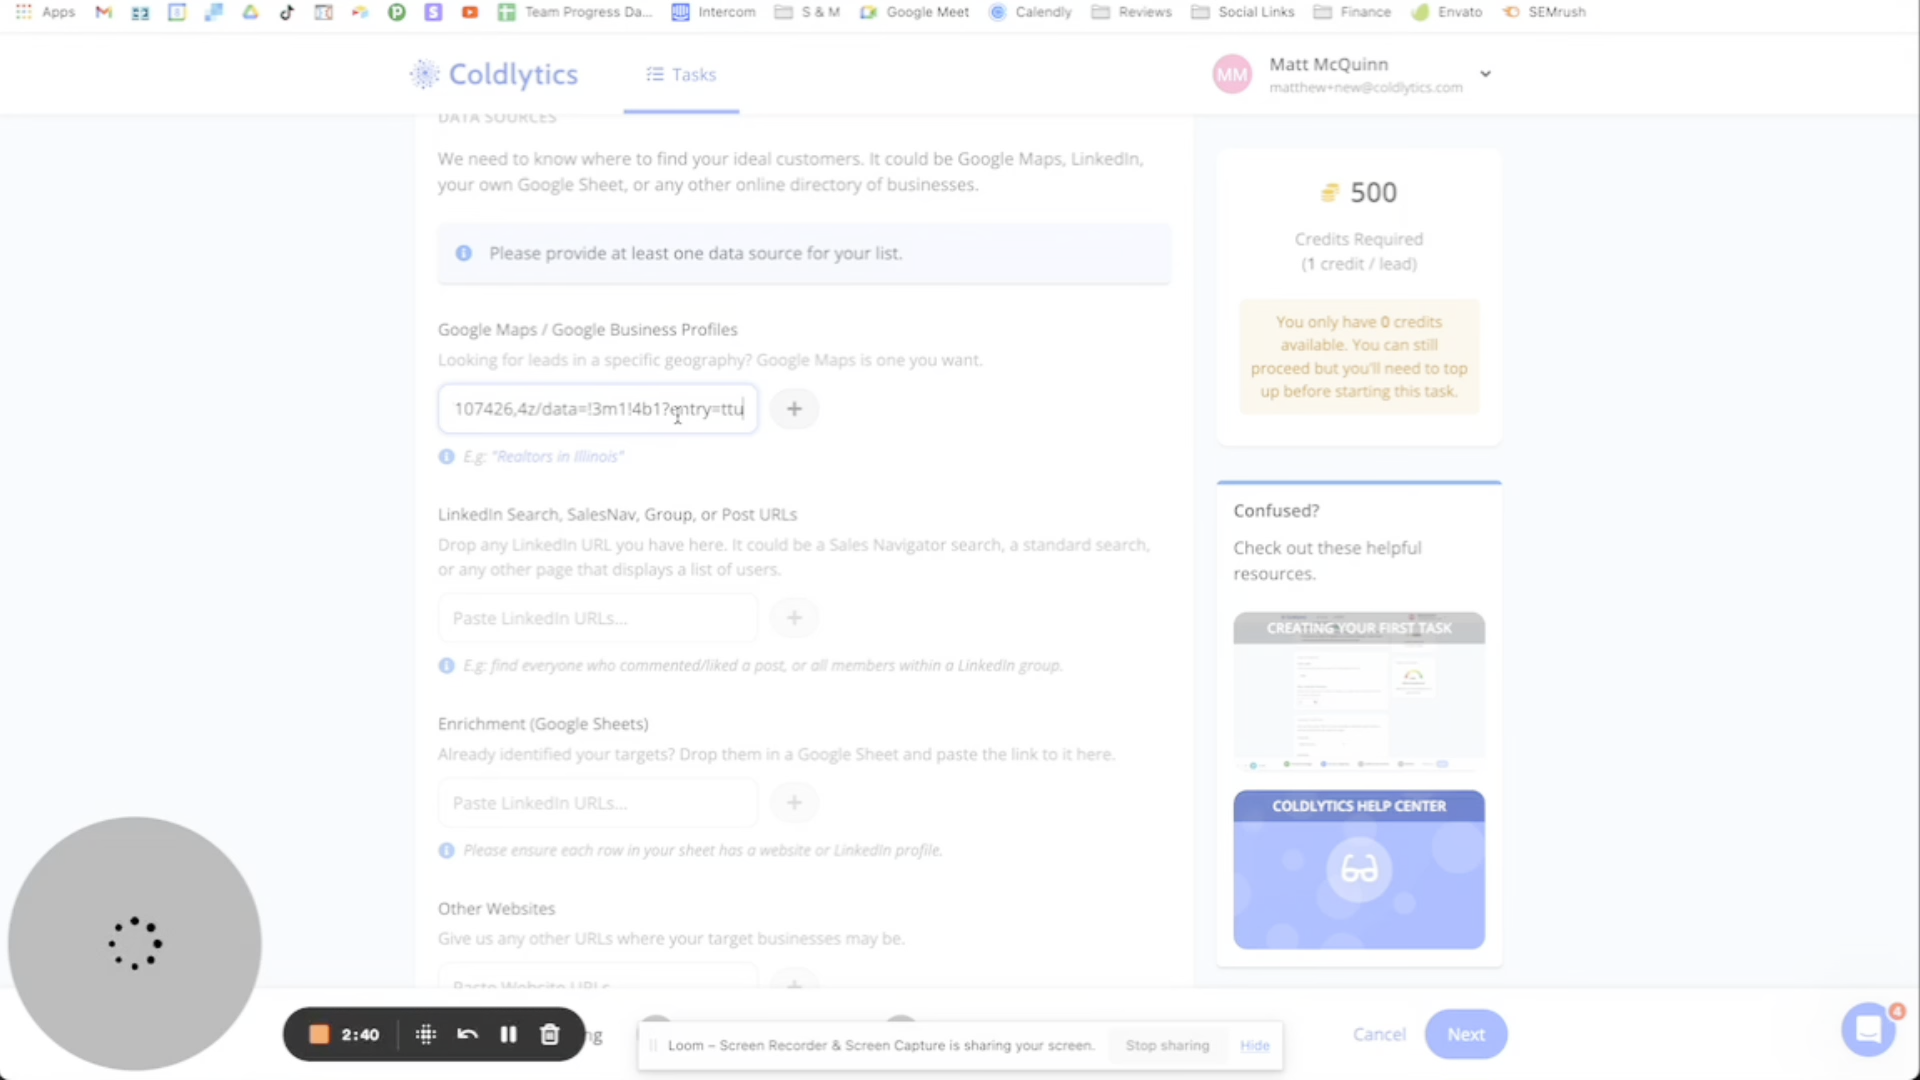 Apps
Team Progress Da...
Intercom
S & M
Google Meet
Calendly
Reviews
Social Links
Finance
Envato
SEMrush
Coldlytics
Tasks
MM
Matt McQuinn
matthew+new@coldlytics.com
DATA SOURCES
We need to know where to find your ideal customers. It could be Google Maps, LinkedIn,
your own Google Sheet, or any other online directory of businesses.
Please provide at least one data source for your list.
Google Maps / Google Business Profiles
Looking for leads in a specific geography? Google Maps is one you want.
107426,4z/data=!3m1!4b1?entry=ttu
E.g: "Realtors in Illinois"
LinkedIn Search, SalesNav, Group, or Post URLs
Drop any LinkedIn URL you have here. It could be a Sales Navigator search, a standard search,
or any other page that displays a list of users.
Paste LinkedIn URLs...
E.g: find everyone who commented/liked a post, or all members within a LinkedIn group.
Enrichment (Google Sheets)
Already identified your targets? Drop them in a Google Sheet and paste the link to it here.
Paste LinkedIn URLs...
Please ensure each row in your sheet has a website or LinkedIn profile.
Other Websites
Give us any other URLs where your target businesses may be.
Paste Website URLs
500
Credits Required
(1 credit / lead)
You only have 0 credits
available. You can still
proceed but you'll need to top
up before starting this task.
Confused?
Check out these helpful
resources.
CREATING YOUR FIRST TASK
COLDLYTICS HELP CENTER
2:40
ng
Loom – Screen Recorder & Screen Capture is sharing your screen.
Stop sharing
Hide
Cancel
Next
4